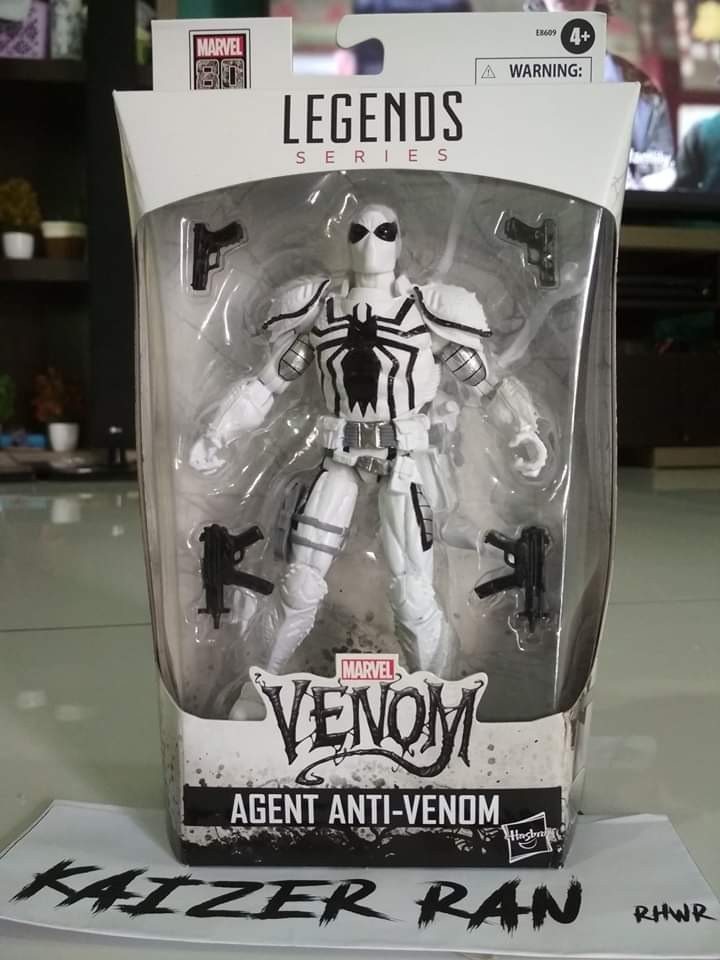 MARVEL
80
E8609
4+
WARNING:
LEGENDS
SERIES
MARVEL
VENOM
AGENT ANTI-VENOM
Hasbro
KAIZER RAN
RHWR